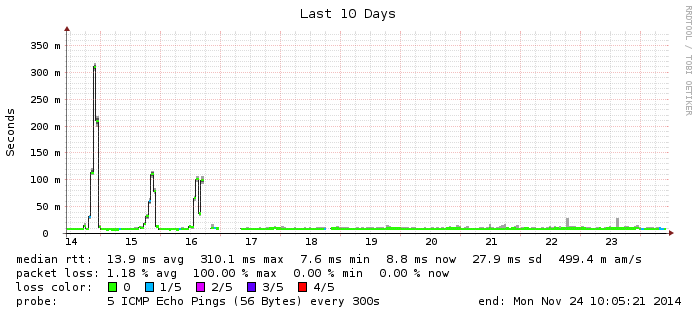 Last 10 Days
RRDTOOL / TOBI OETIKER
Seconds
350 m
300 m
250 m
200 m
150 m
100 m
50 m
0
14 15 16 17 18 19 20 21 22 23
median rtt: 13.9 ms avg 310.1 ms max 7.6 ms min 8.8 ms now 27.9 ms sd 499.4 m am/s
packet loss: 1.18 % avg 100.00 % max 0.00 % min 0.00 % now
loss color: 0 1/5 2/5 3/5 4/5
probe: 5 ICMP Echo Pings (56 Bytes) every 300s end: Mon Nov 24 10:05:21 2014